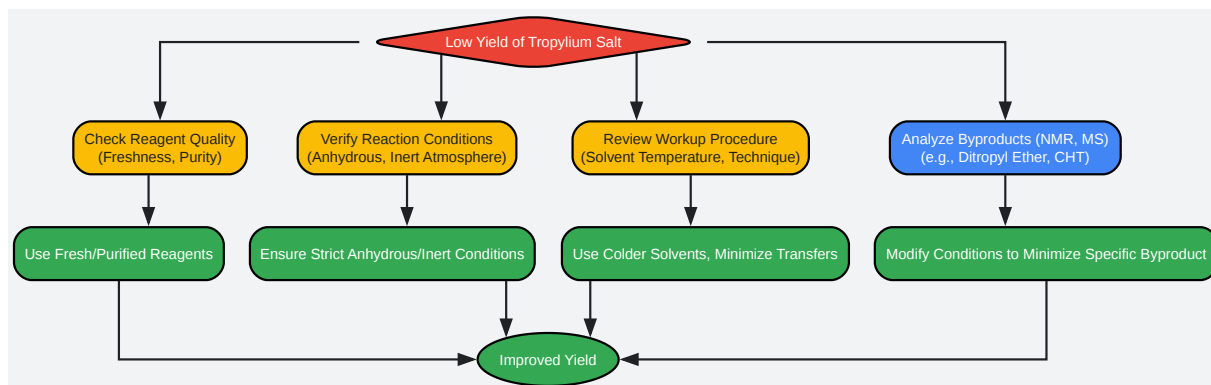 Low Yield of Tropylium Salt
Check Reagent Quality
(Freshness, Purity)
Verify Reaction Conditions
(Anhydrous, Inert Atmosphere)
Review Workup Procedure
(Solvent Temperature, Technique)
Analyze Byproducts (NMR, MS)
(e.g., Ditropyl Ether, CHT)
Use Fresh/Purified Reagents
Ensure Strict Anhydrous/Inert Conditions
Use Colder Solvents, Minimize Transfers
Modify Conditions to Minimize Specific Byproduct
Improved Yield